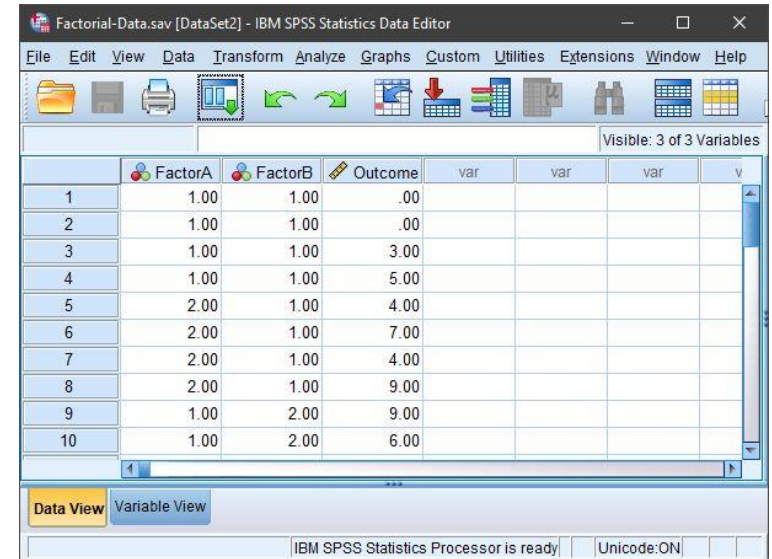 Factorial-Data.sav [DataSet2] - IBM SPSS Statistics Data Editor
File Edit View Data Transform Analyze Graphs Custom Utilities Extensions Window Help
Visible: 3 of 3 Variables
FactorA FactorB Outcome var var var v
1 1.00 1.00 .00
2 1.00 1.00 .00
3 1.00 1.00 3.00
4 1.00 1.00 5.00
5 2.00 1.00 4.00
6 2.00 1.00 7.00
7 2.00 1.00 4.00
8 2.00 1.00 9.00
9 1.00 2.00 9.00
10 1.00 2.00 6.00
Data View Variable View
IBM SPSS Statistics Processor is ready Unicode:ON